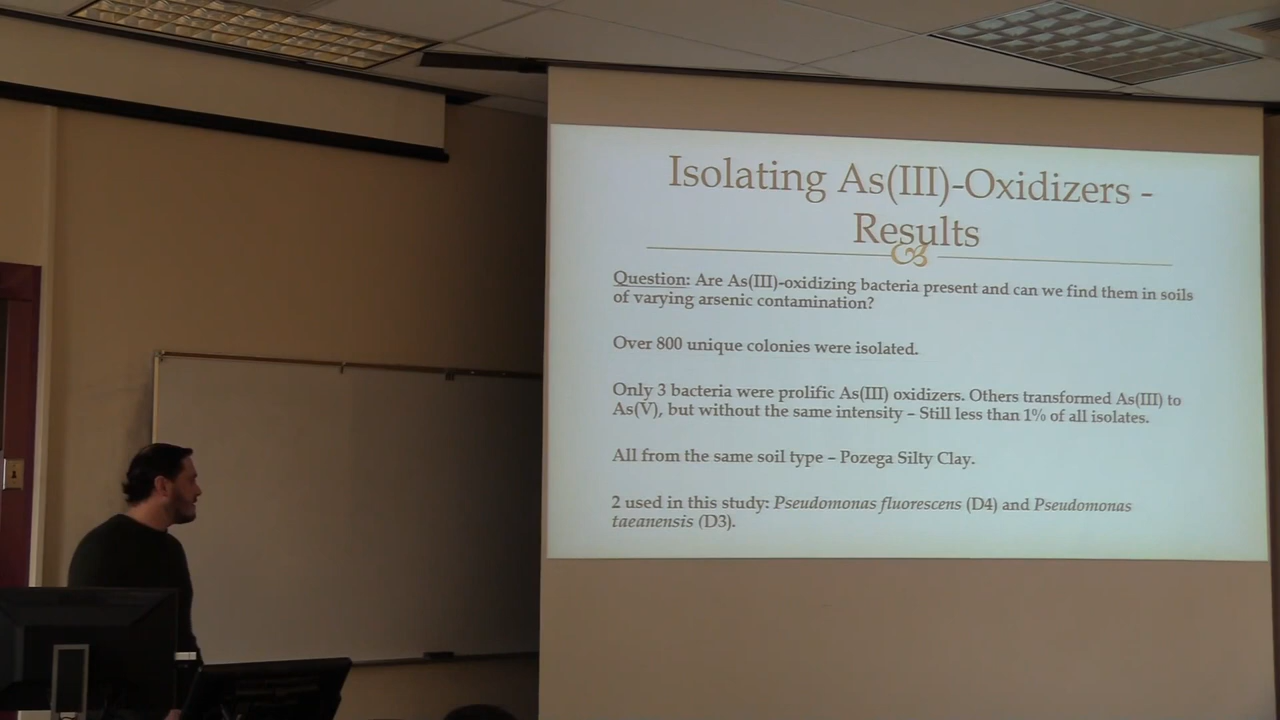 Isolating As(III)-Oxidizers -
Results
Question: Are As(III)-oxidizing bacteria present and can we find them in soils
of varying arsenic contamination?
Over 800 unique colonies were isolated.
Only 3 bacteria were prolific As(III) oxidizers. Others transformed As(III) to
As(V), but without the same intensity – Still less than 1% of all isolates.
All from the same soil type – Pozega Silty Clay.
2 used in this study: Pseudomonas fluorescens (D4) and Pseudomonas
taeanensis (D3).